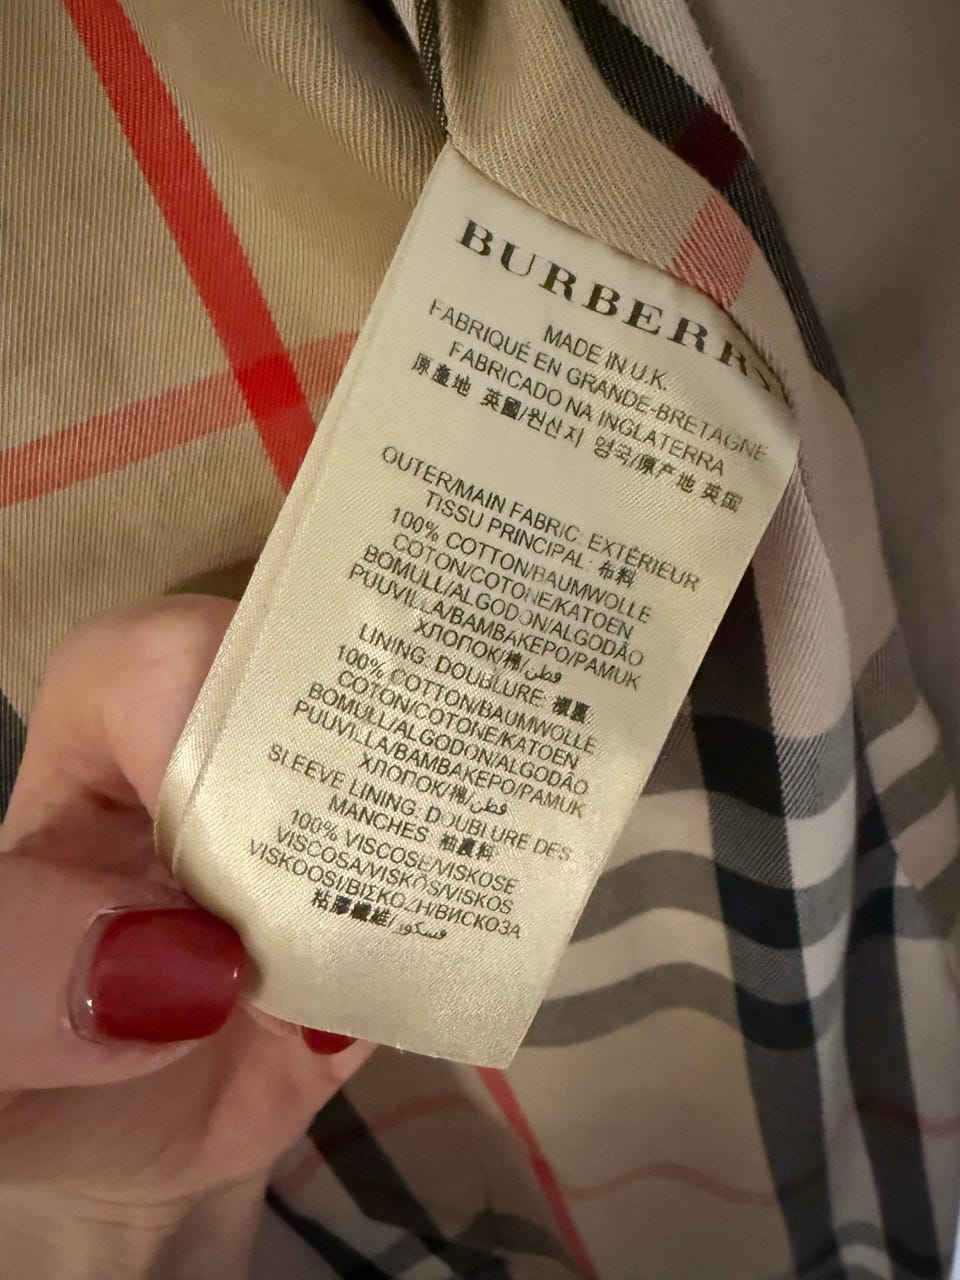 BURBERRY
MADE IN U.K.
FABRIQUÉ EN GRANDE-BRETAGNE
FABRICADO NA INGLATERRA
原產地 英國/원산지 영국/原产地 英国
OUTER/MAIN FABRIC: EXTÉRIEUR
TISSU PRINCIPAL: 布料
100% COTTON/BAUMWOLLE
COTON/COTONE/KATOEN
BOMULL/ALGODON/ALGODÃO
PUUVILLA/ΒΑΜΒΑΚΕΡΟ/PAMUK
ХЛОПОК/棉/قطن
LINING: DOUBLURE: 裡裏
100% COTTON/BAUMWOLLE
COTON/COTONE/KATOEN
BOMULL/ALGODON/ALGODÃO
PUUVILLA/ΒΑΜΒΑΚΕΡΟ/PAMUK
ХЛОПОК/棉/قطن
SLEEVE LINING: DOUBLURE DES
MANCHES: 袖裏料
100% VISCOSE/VISKOSE
VISCOSA/VISKÓS/VISKOS
VISKOOSI/ΒΙΣΚΟΖΗ/ВИСКОЗА
粘膠纖維/فسكوز